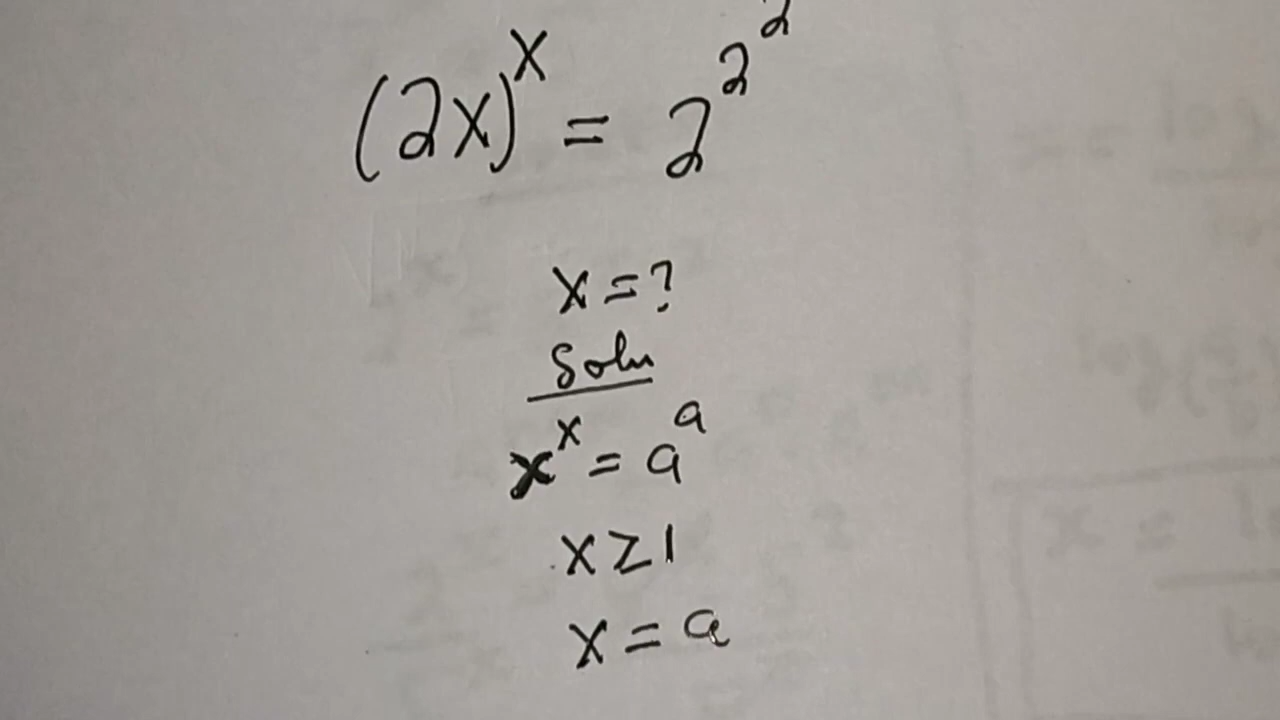 (2x)^x = 2^2^2
x = ?
Soln
x^x = a^a
x ≥ 1
x = a